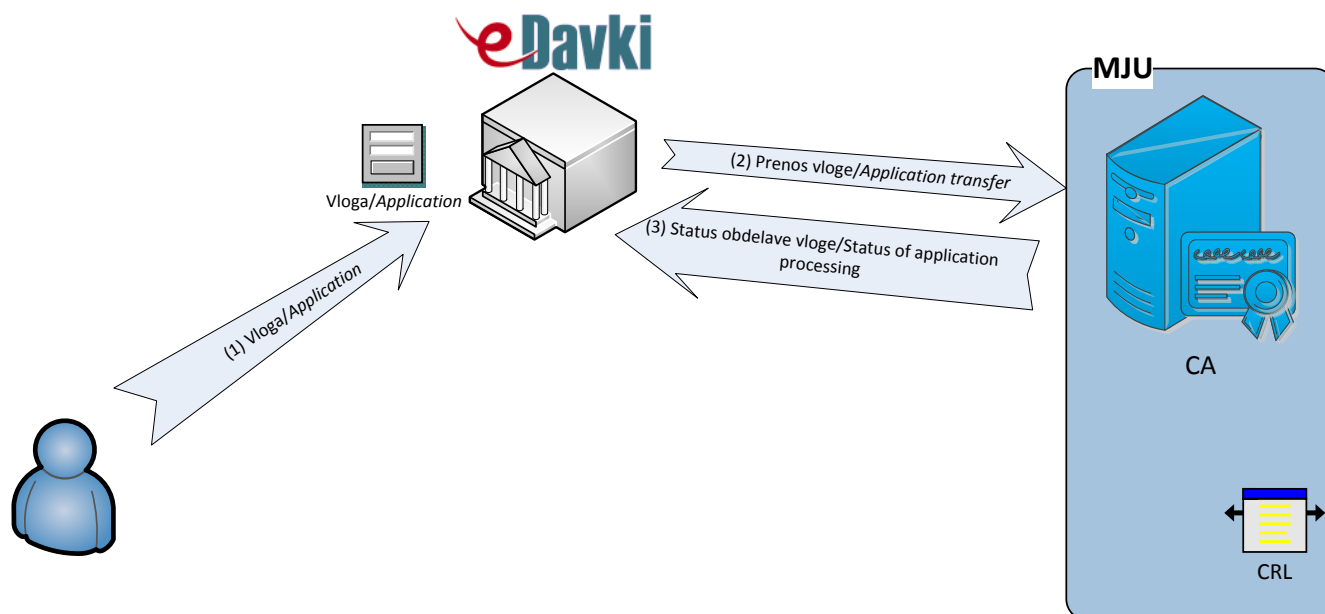 eDavki
MJU
Vloga/Application
(1) Vloga/Application
(2) Prenos vloge/Application transfer
(3) Status obdelave vloge/Status of application
processing
CA
CRL